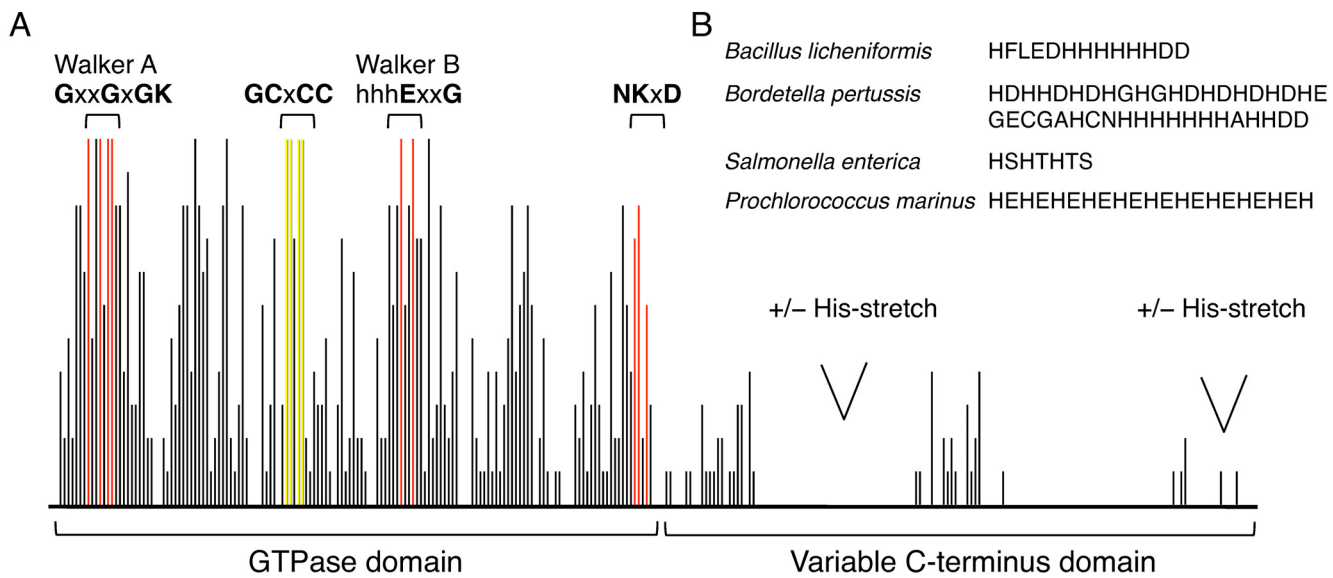 A
B
Walker A
GxxGxGK
GCxCC
Walker B
hhhExxG
NKxD
Bacillus licheniformis HFLEDHHHHHHDD
Bordetella pertussis HDHHDHDHGHGHDHDHDHDHE
GECGAHCNHHHHHHHAHHDD
Salmonella enterica HSHTHTS
Prochlorococcus marinus HEHEHEHEHEHEHEHEHEHEH
+/– His-stretch
+/– His-stretch
GTPase domain
Variable C-terminus domain